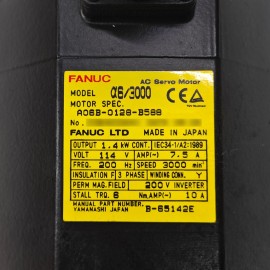 FANUC AC Servo Motor
MODEL α6/3000
MOTOR SPEC.
A06B-0128-B588
No.
FANUC LTD MADE IN JAPAN
OUTPUT 1.4 kW CONT. IEC34-1/A2:1989
VOLT 114 V AMP(~) 7.5 A
FREQ. 200 Hz SPEED 3000 min⁻¹
INSULATION F 3 PHASE WINDING CONN. Y
PERM MAG.FIELD 200V INVERTER
STALL TRQ. 6 Nm.AMP(~) 10 A
MANUAL PART NUMBER.
YAMANASHI JAPAN B-65142E